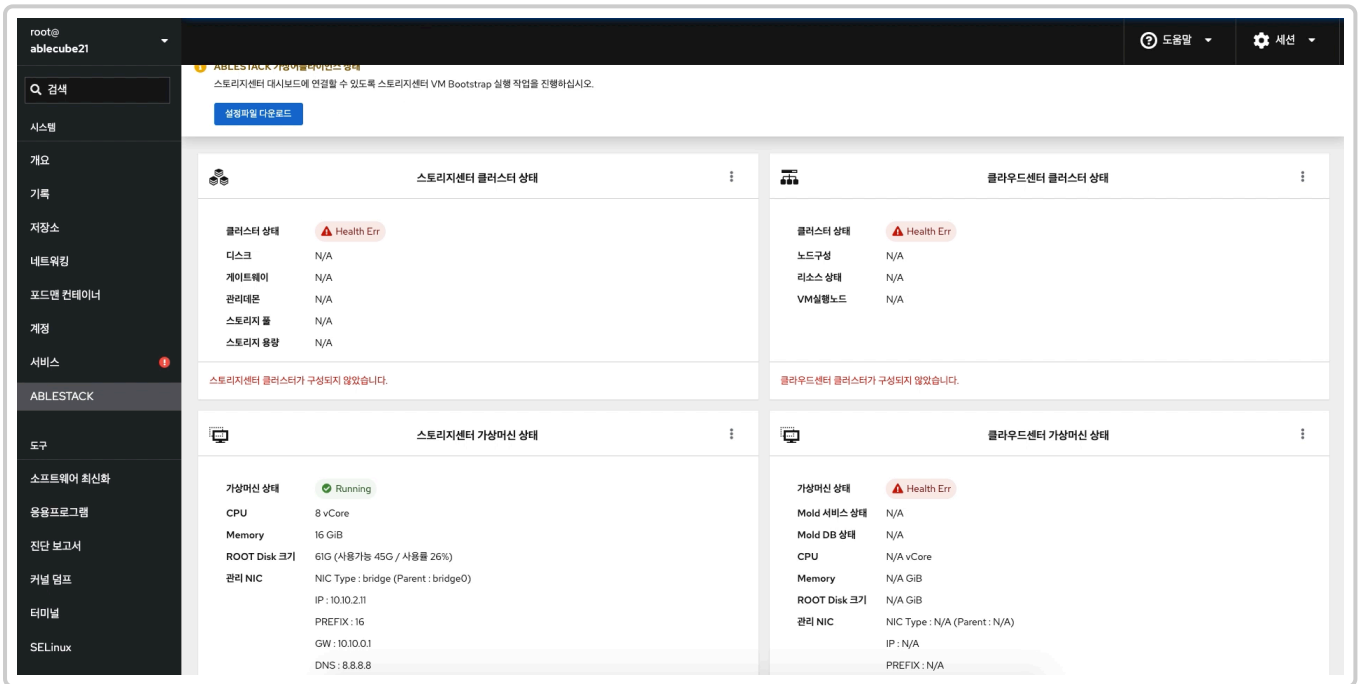 root@
ablecube21
도움말
세션
검색
시스템
개요
기록
저장소
네트워킹
포드맨 컨테이너
계정
서비스
ABLESTACK
도구
소프트웨어 최신화
응용프로그램
진단 보고서
커널 덤프
터미널
SELinux
ABLESTACK 가상어플라이언스 상태
스토리지센터 대시보드에 연결할 수 있도록 스토리지센터 VM Bootstrap 실행 작업을 진행하십시오.
설정파일 다운로드
스토리지센터 클러스터 상태
클러스터 상태 Health Err
디스크 N/A
게이트웨이 N/A
관리데몬 N/A
스토리지 풀 N/A
스토리지 용량 N/A
스토리지센터 클러스터가 구성되지 않았습니다.
클라우드센터 클러스터 상태
클러스터 상태 Health Err
노드구성 N/A
리소스 상태 N/A
VM실행노드 N/A
클라우드센터 클러스터가 구성되지 않았습니다.
스토리지센터 가상머신 상태
가상머신 상태 Running
CPU 8 vCore
Memory 16 GiB
ROOT Disk 크기 61G (사용가능 45G / 사용률 26%)
관리 NIC NIC Type : bridge (Parent : bridge0)
IP : 10.10.2.11
PREFIX : 16
GW : 10.10.0.1
DNS : 8.8.8.8
클라우드센터 가상머신 상태
가상머신 상태 Health Err
Mold 서비스 상태 N/A
Mold DB 상태 N/A
CPU N/A vCore
Memory N/A GiB
ROOT Disk 크기 N/A GiB
관리 NIC NIC Type : N/A (Parent : N/A)
IP : N/A
PREFIX : N/A